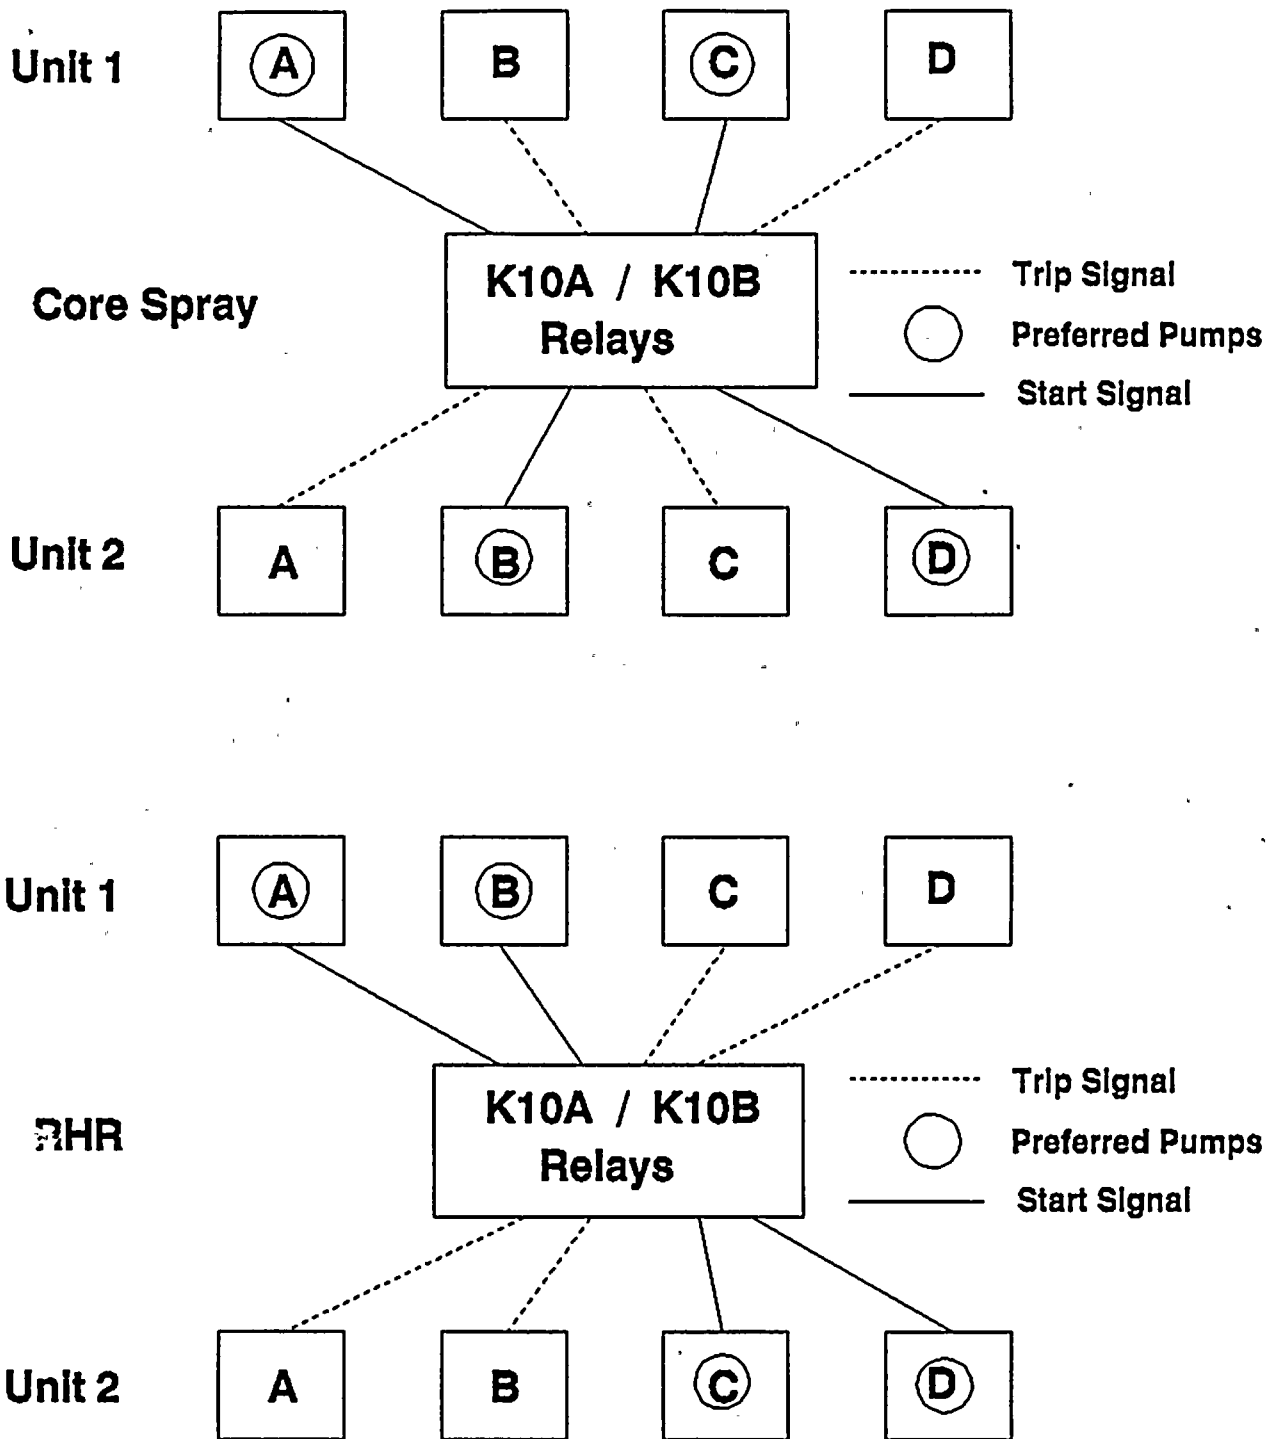 Unit 1 A B C D
Core Spray
K10A / K10B
Relays
Trip Signal
Preferred Pumps
Start Signal
Unit 2 A B C D
Unit 1 A B C D
RHR
K10A / K10B
Relays
Trip Signal
Preferred Pumps
Start Signal
Unit 2 A B C D